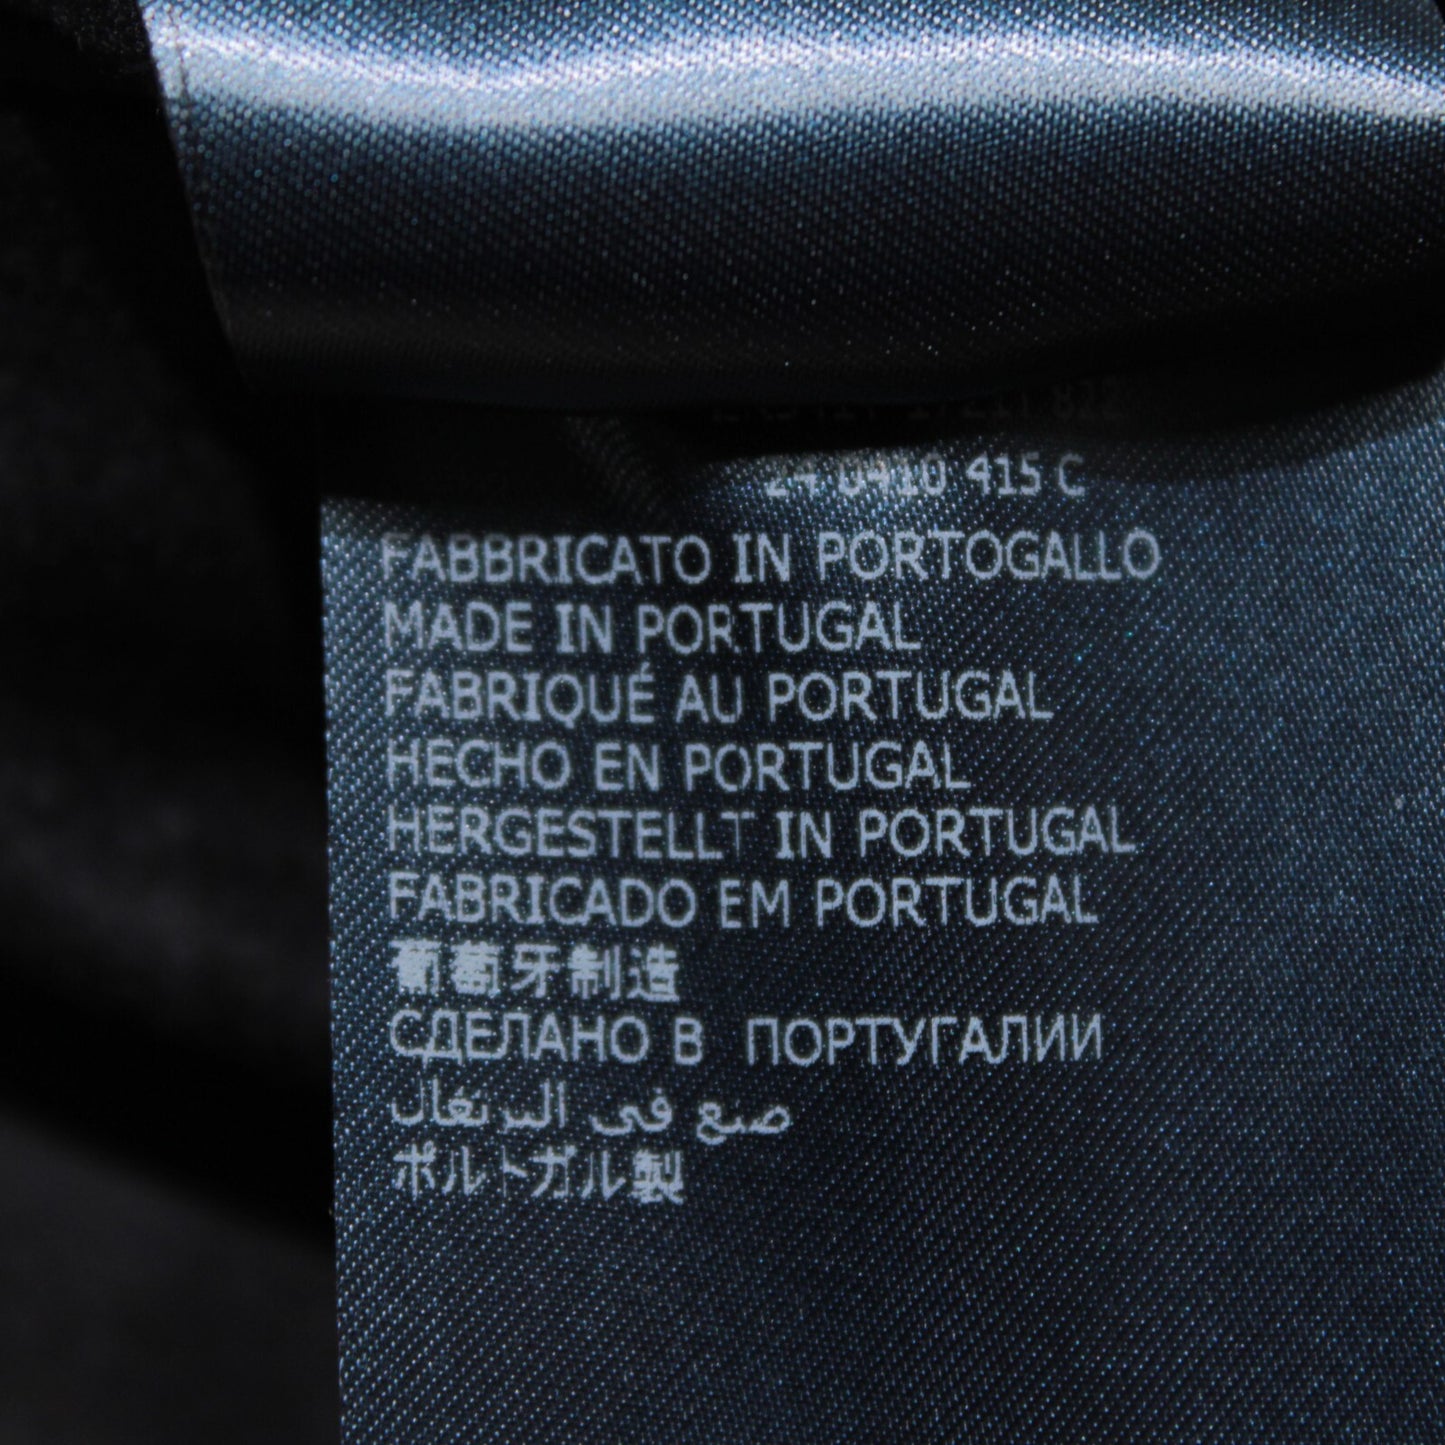 24 0410 415 C
FABBRICATO IN PORTOGALLO
MADE IN PORTUGAL
FABRIQUÉ AU PORTUGAL
HECHO EN PORTUGAL
HERGESTELLT IN PORTUGAL
FABRICADO EM PORTUGAL
葡萄牙制造
СДЕЛАНО В ПОРТУГАЛИИ
صنع في البرتغال
ポルトガル製